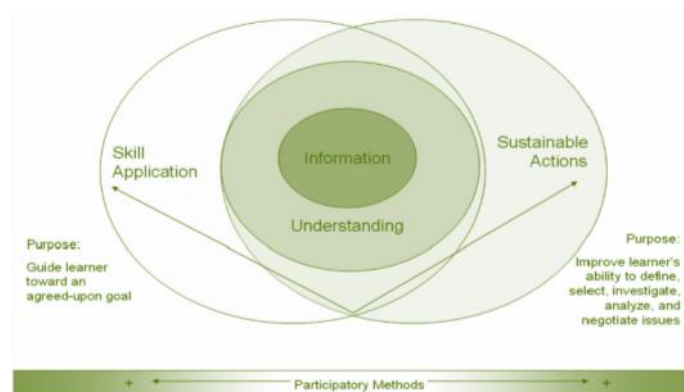 Skill
Application
Information
Sustainable
Actions
Understanding
Purpose:
Guide learner
toward an
agreed-upon goal
Purpose:
Improve learner's
ability to define,
select, investigate,
analyze, and
negotiate issues
+ Participatory Methods +